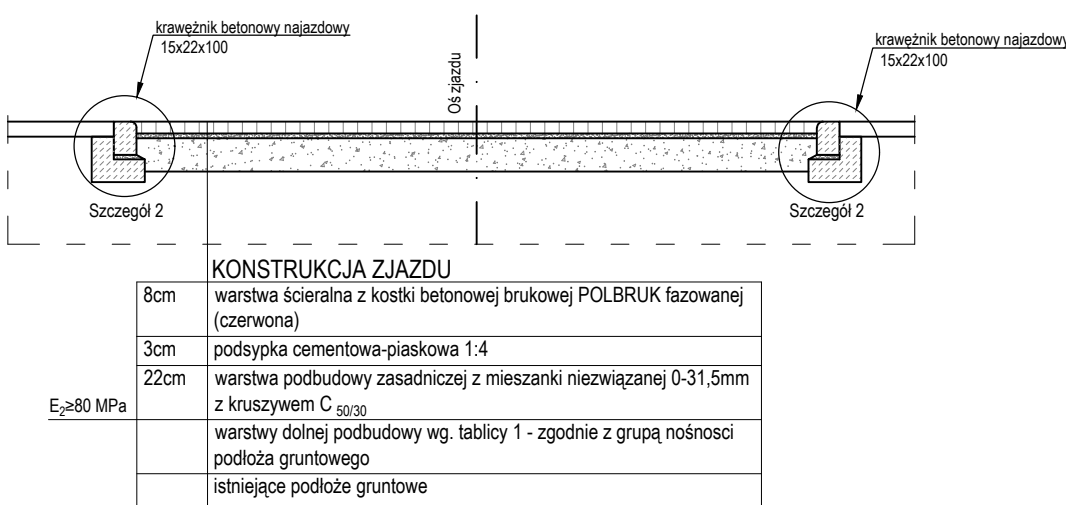 krawężnik betonowy najazdowy
15x22x100
krawężnik betonowy najazdowy
15x22x100
Oś zjazdu
Szczegół 2
Szczegół 2
KONSTRUKCJA ZJAZDU
8cm warstwa ścieralna z kostki betonowej brukowej POLBRUK fazowanej
(czerwona)
3cm podsypka cementowa-piaskowa 1:4
22cm warstwa podbudowy zasadniczej z mieszanki niezwiązanej 0-31,5mm
z kruszywem C 50/30
E2≥80 MPa
warstwy dolnej podbudowy wg. tablicy 1 - zgodnie z grupą nośnosci
podłoża gruntowego
istniejące podłoże gruntowe